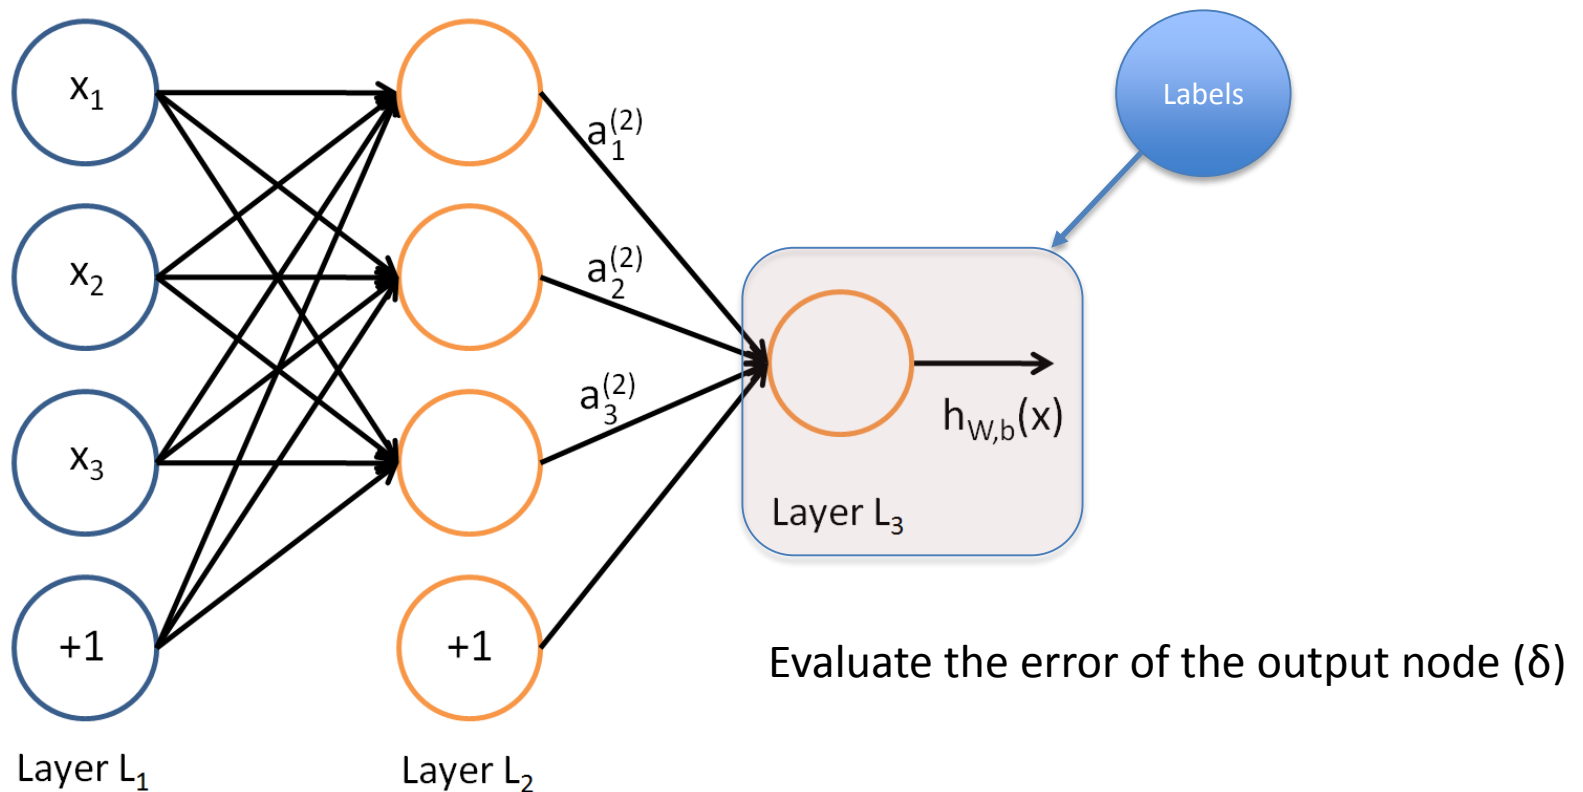 x₁
x₂
x₃
+1
Layer L₁
+1
Layer L₂
a₁⁽²⁾
a₂⁽²⁾
a₃⁽²⁾
h_W,b(x)
Layer L₃
Labels
Evaluate the error of the output node (δ)